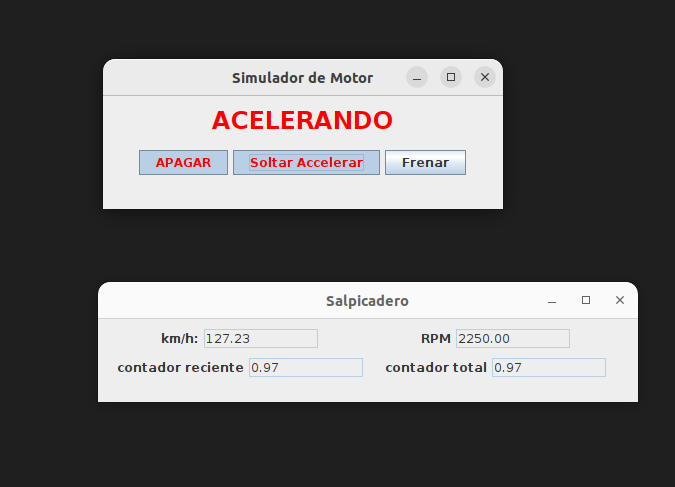 Simulador de Motor
ACELERANDO
APAGAR Soltar Accelerar Frenar
Salpicadero
km/h: 127.23 RPM 2250.00
contador reciente 0.97 contador total 0.97